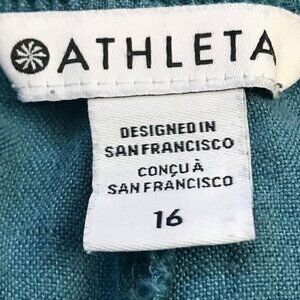 ATHLETA
DESIGNED IN
SAN FRANCISCO
CONÇU À
SAN FRANCISCO
16